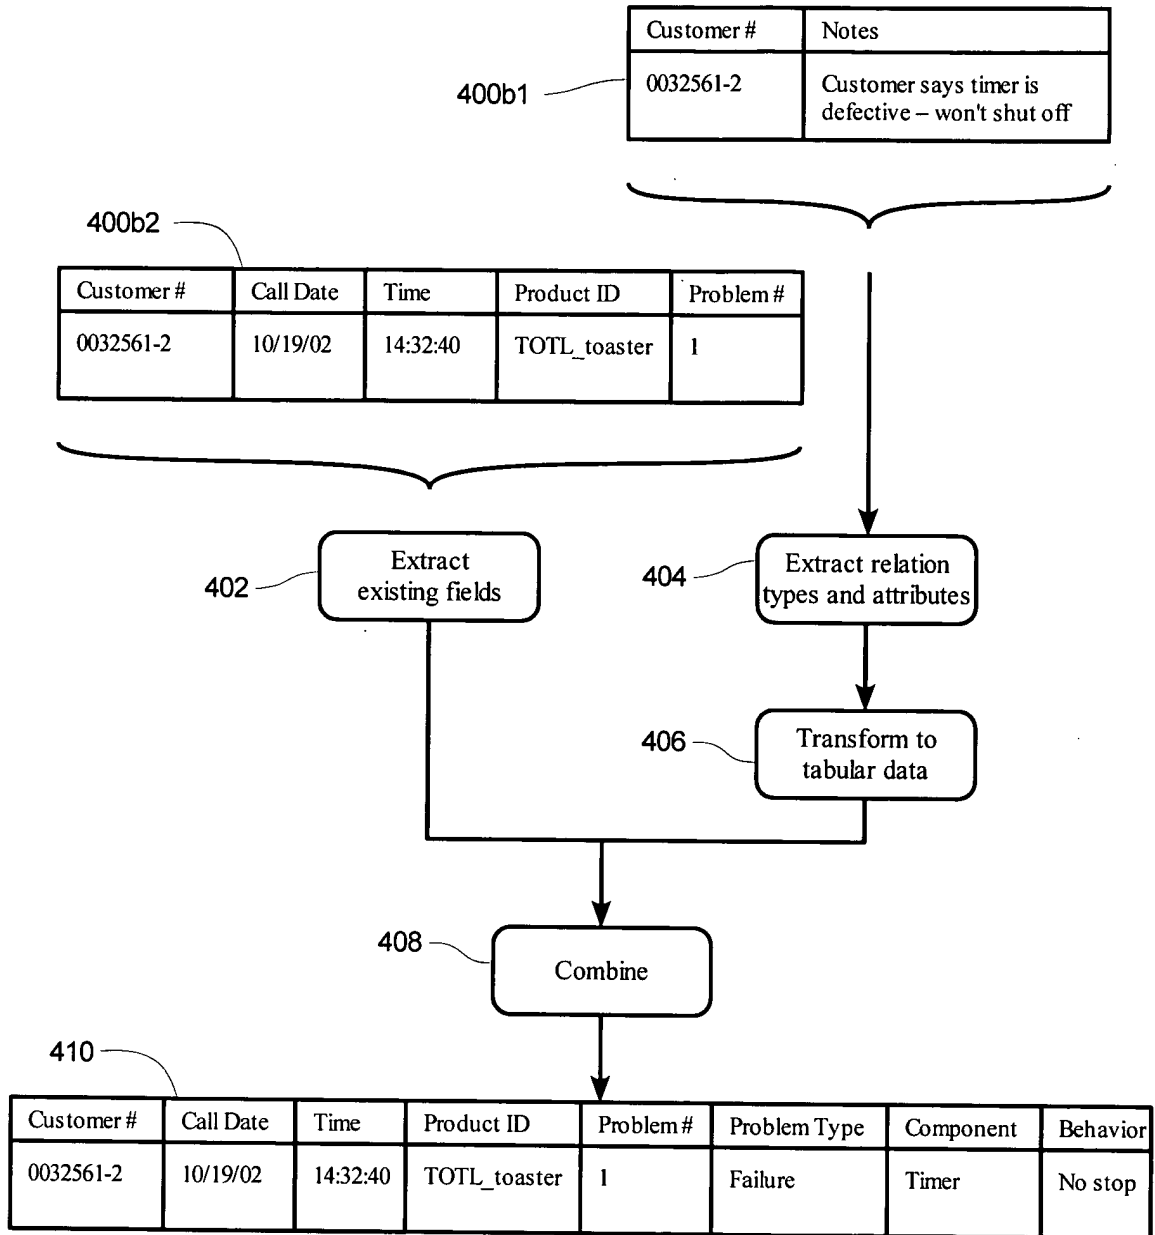 Customer # Notes
400b1
0032561-2 Customer says timer is
defective – won't shut off
400b2
Customer # Call Date Time Product ID Problem #
0032561-2 10/19/02 14:32:40 TOTL_toaster 1
402
Extract
existing fields
404
Extract relation
types and attributes
406
Transform to
tabular data
408
Combine
410
Customer # Call Date Time Product ID Problem # Problem Type Component Behavior
0032561-2 10/19/02 14:32:40 TOTL_toaster 1 Failure Timer No stop